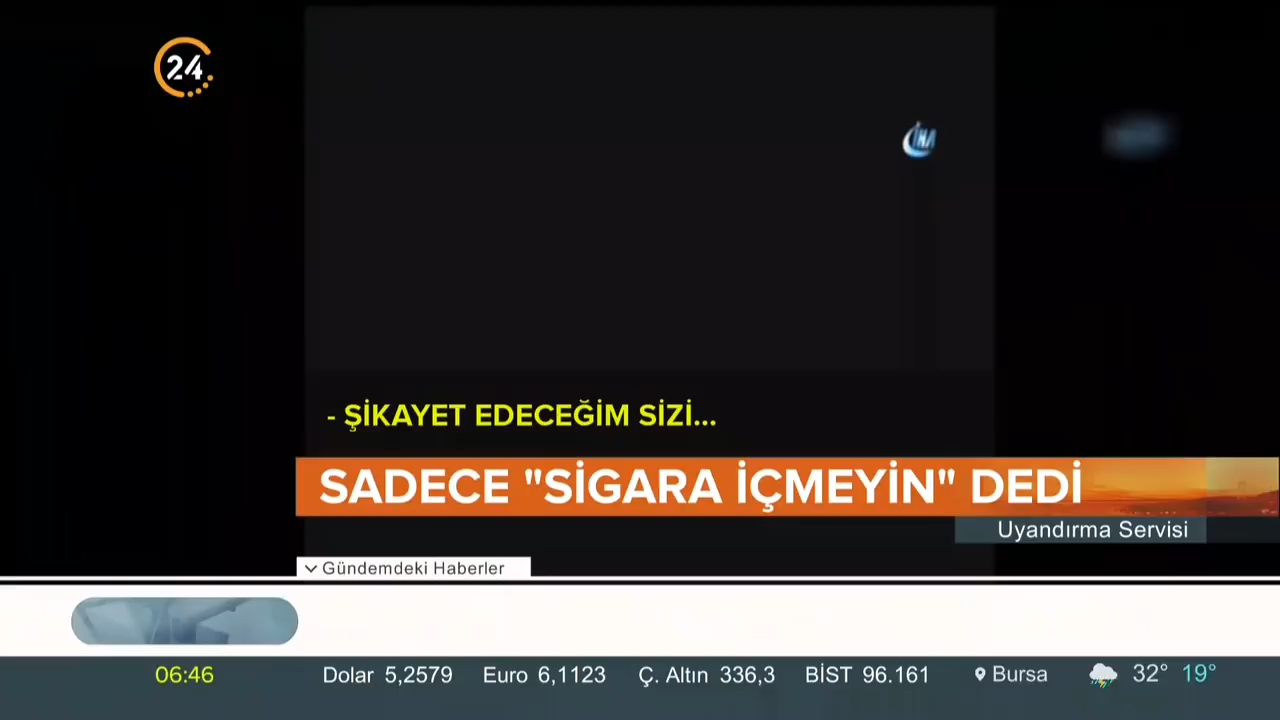 24
İHA
- ŞİKAYET EDECEĞİM SİZİ...
SADECE "SİGARA İÇMEYİN" DEDİ
Uyandırma Servisi
Gündemdeki Haberler
06:46 Dolar 5,2579 Euro 6,1123 Ç. Altın 336,3 BİST 96.161 Bursa 32° 19°